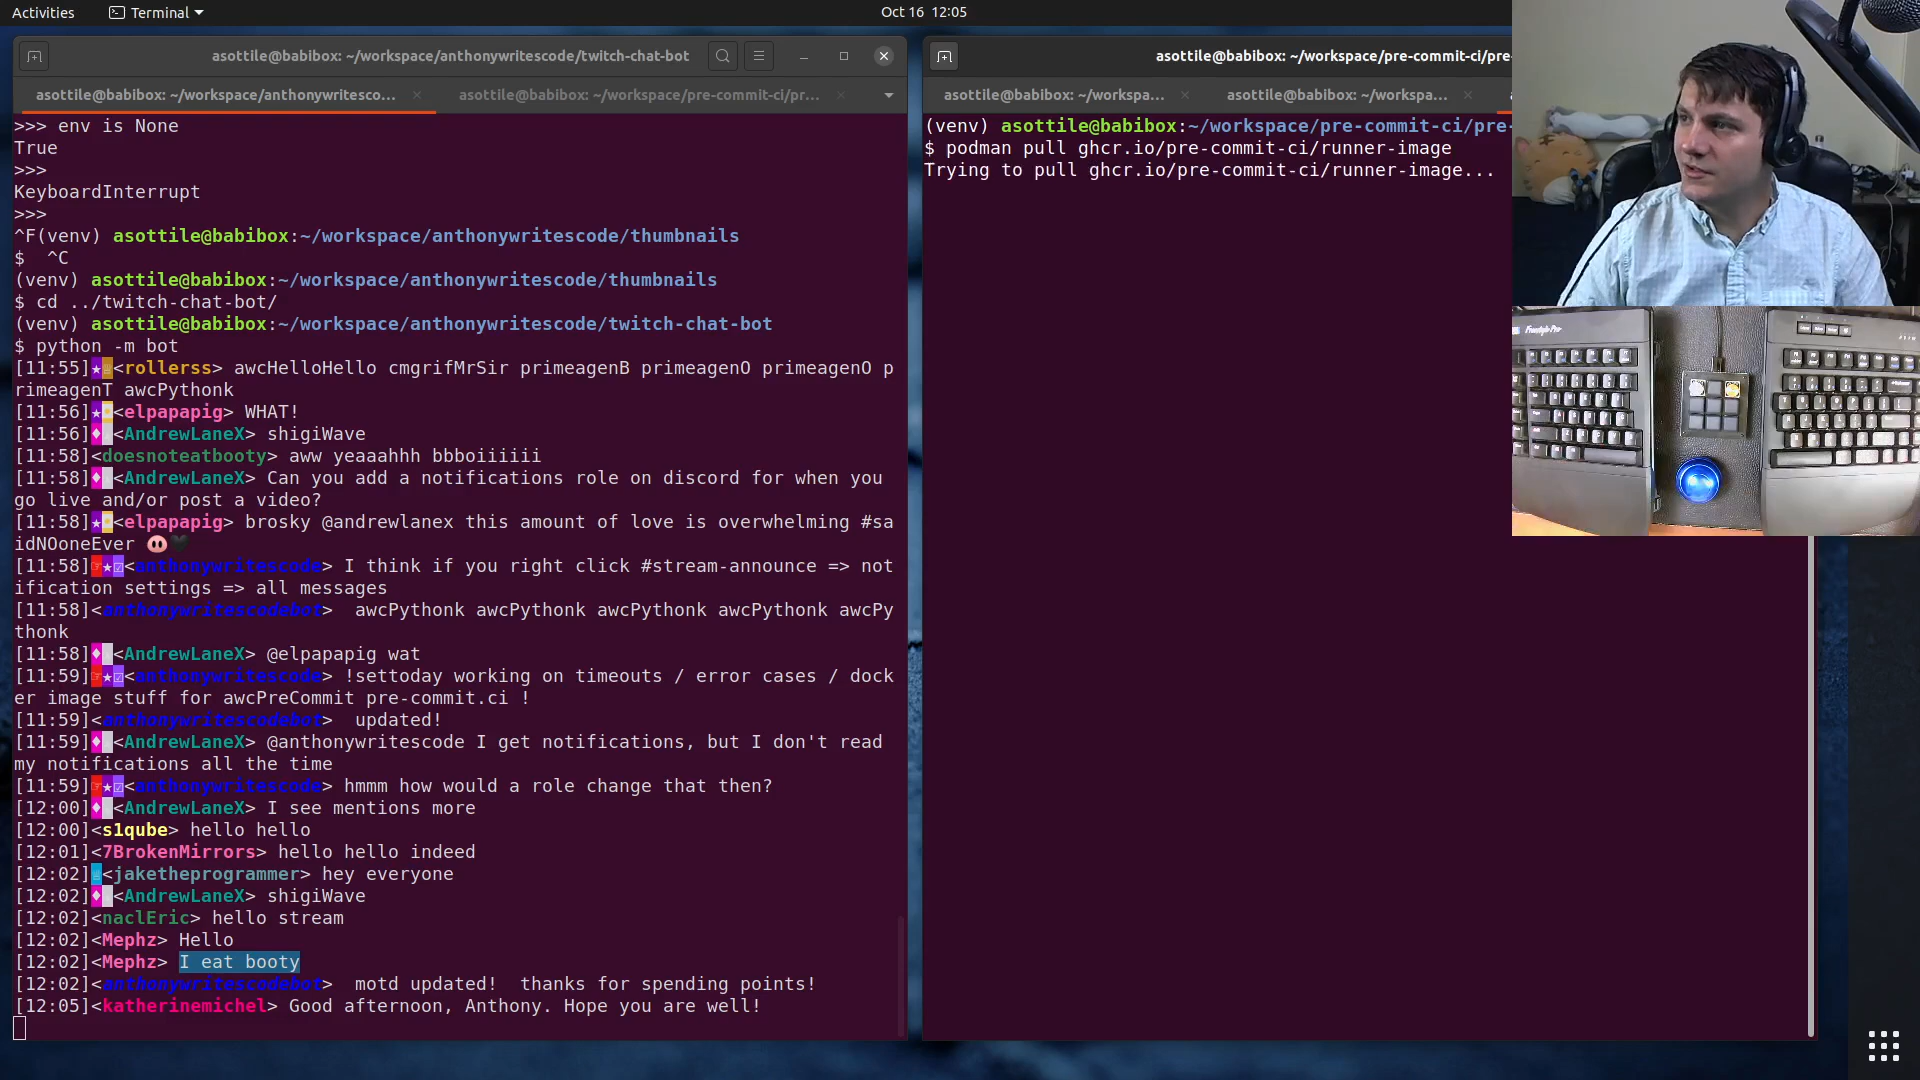 Activities
Terminal
Oct 16 12:05
asottile@babibox: ~/workspace/anthonywritescode/twitch-chat-bot
asottile@babibox: ~/workspace/anthonywritesco...
asottile@babibox: ~/workspace/pre-commit-ci/pr...
>>> env is None
True
>>>
KeyboardInterrupt
>>>
^F(venv) asottile@babibox:~/workspace/anthonywritescode/thumbnails
$  ^C
(venv) asottile@babibox:~/workspace/anthonywritescode/thumbnails
$ cd ../twitch-chat-bot/
(venv) asottile@babibox:~/workspace/anthonywritescode/twitch-chat-bot
$ python -m bot
[11:55]<rollerss> awcHelloHello cmgrifMrSir primeagenB primeagenO primeagenO p
rimeagenT awcPythonk
[11:56]<elpapapig> WHAT!
[11:56]<AndrewLaneX> shigiWave
[11:58]<doesnoteatbooty> aww yeaaahhh bbboiiiiii
[11:58]<AndrewLaneX> Can you add a notifications role on discord for when you
go live and/or post a video?
[11:58]<elpapapig> brosky @andrewlanex this amount of love is overwhelming #sa
idNOoneEver 🐽🖤
[11:58]<anthonywritescode> I think if you right click #stream-announce => not
ification settings => all messages
[11:58]<anthonywritescodebot>  awcPythonk awcPythonk awcPythonk awcPythonk awcPy
thonk
[11:58]<AndrewLaneX> @elpapapig wat
[11:59]<anthonywritescode> !settoday working on timeouts / error cases / dock
er image stuff for awcPreCommit pre-commit.ci !
[11:59]<anthonywritescodebot>  updated!
[11:59]<AndrewLaneX> @anthonywritescode I get notifications, but I don't read
my notifications all the time
[11:59]<anthonywritescode> hmmm how would a role change that then?
[12:00]<AndrewLaneX> I see mentions more
[12:00]<s1qube> hello hello
[12:01]<7BrokenMirrors> hello hello indeed
[12:02]<jaketheprogrammer> hey everyone
[12:02]<AndrewLaneX> shigiWave
[12:02]<naclEric> hello stream
[12:02]<Mephz> Hello
[12:02]<Mephz> I eat booty
[12:02]<anthonywritescodebot>  motd updated!  thanks for spending points!
[12:05]<katherinemichel> Good afternoon, Anthony. Hope you are well!
asottile@babibox: ~/workspace/pre-commit-ci/pre-
asottile@babibox: ~/workspa...
asottile@babibox: ~/workspa...
(venv) asottile@babibox:~/workspace/pre-commit-ci/pre-
$ podman pull ghcr.io/pre-commit-ci/runner-image
Trying to pull ghcr.io/pre-commit-ci/runner-image...
Freestyle Pro